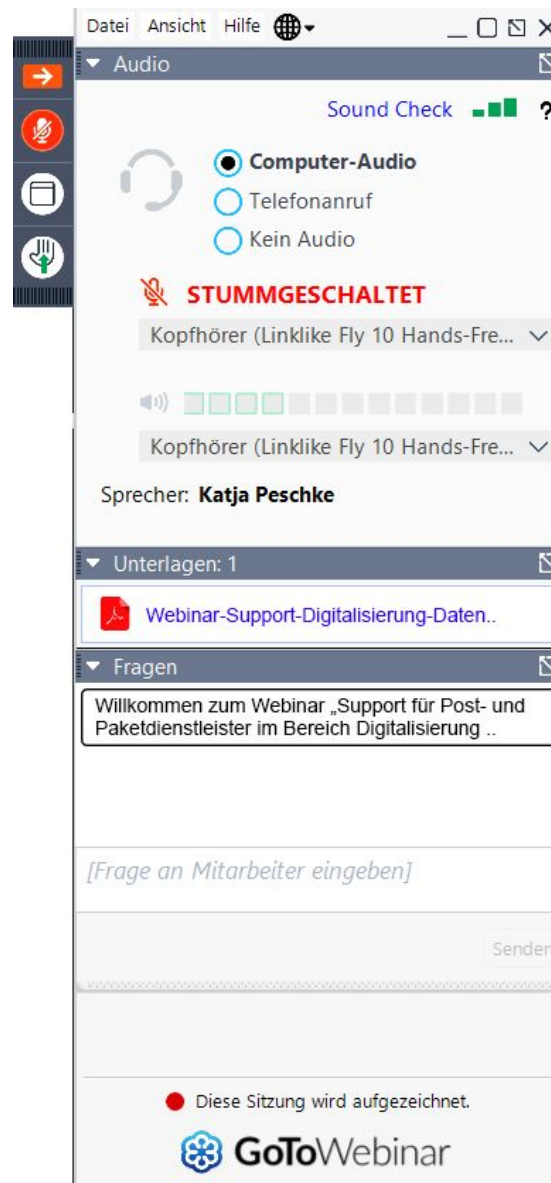 Datei Ansicht Hilfe
Audio
Sound Check ?
Computer-Audio
Telefonanruf
Kein Audio
STUMMGESCHALTET
Kopfhörer (Linklike Fly 10 Hands-Fre...
Kopfhörer (Linklike Fly 10 Hands-Fre...
Sprecher: Katja Peschke
Unterlagen: 1
Webinar-Support-Digitalisierung-Daten..
Fragen
Willkommen zum Webinar „Support für Post- und
Paketdienstleister im Bereich Digitalisierung ..
[Frage an Mitarbeiter eingeben]
Senden
Diese Sitzung wird aufgezeichnet.
GoToWebinar